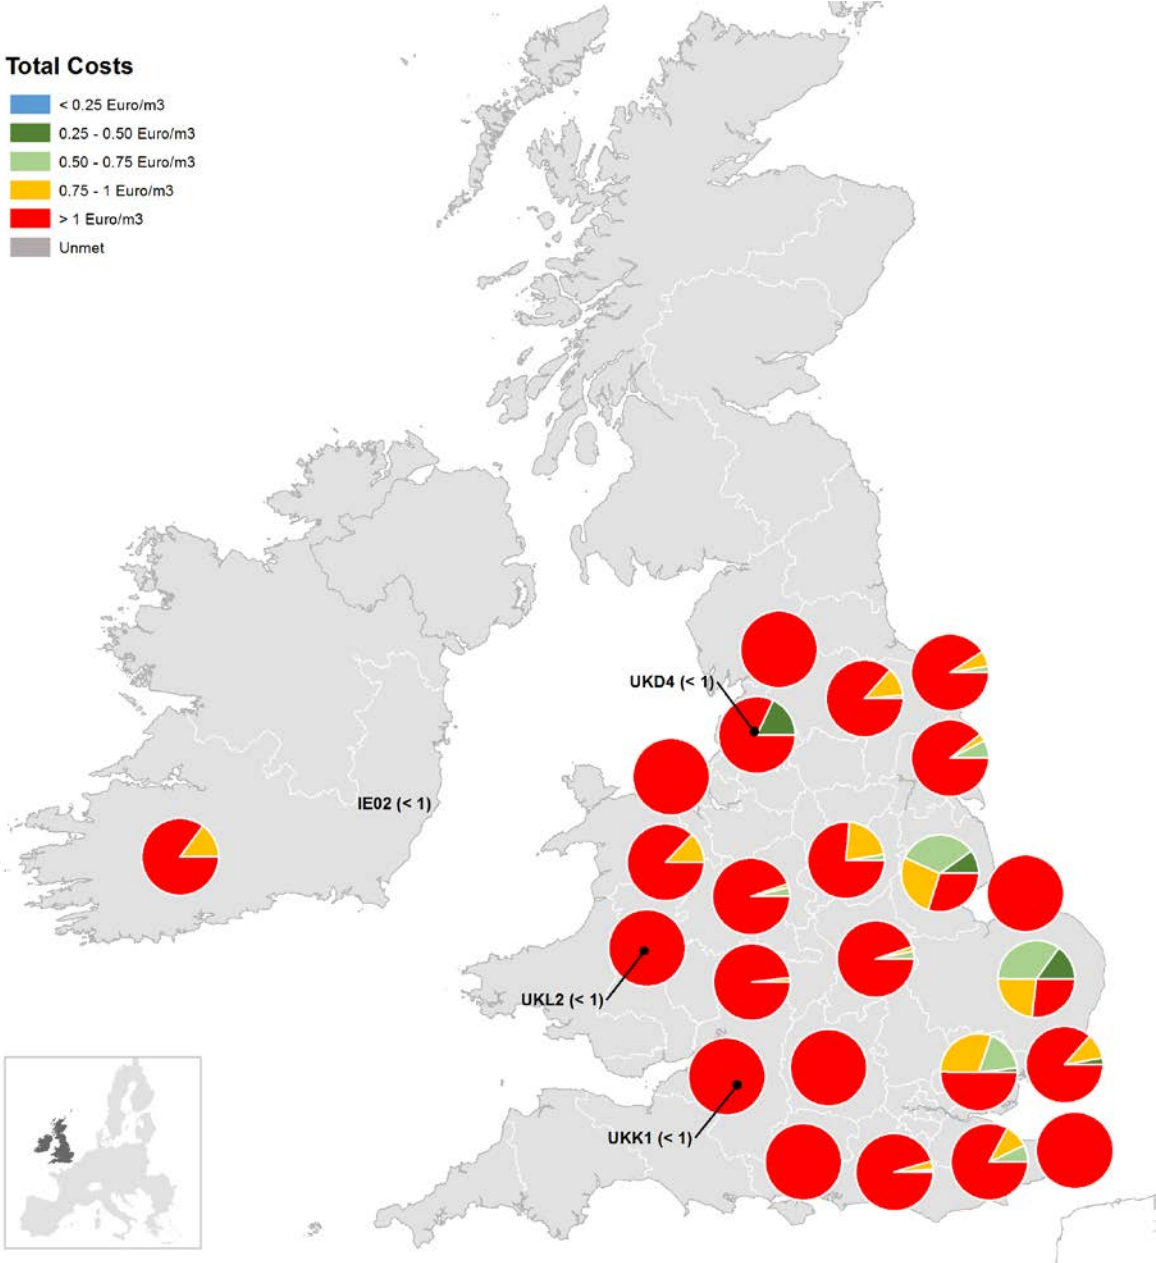 Total Costs
< 0.25 Euro/m3
0.25 - 0.50 Euro/m3
0.50 - 0.75 Euro/m3
0.75 - 1 Euro/m3
> 1 Euro/m3
Unmet
UKD4 (< 1)
IE02 (< 1)
UKL2 (< 1)
UKK1 (< 1)